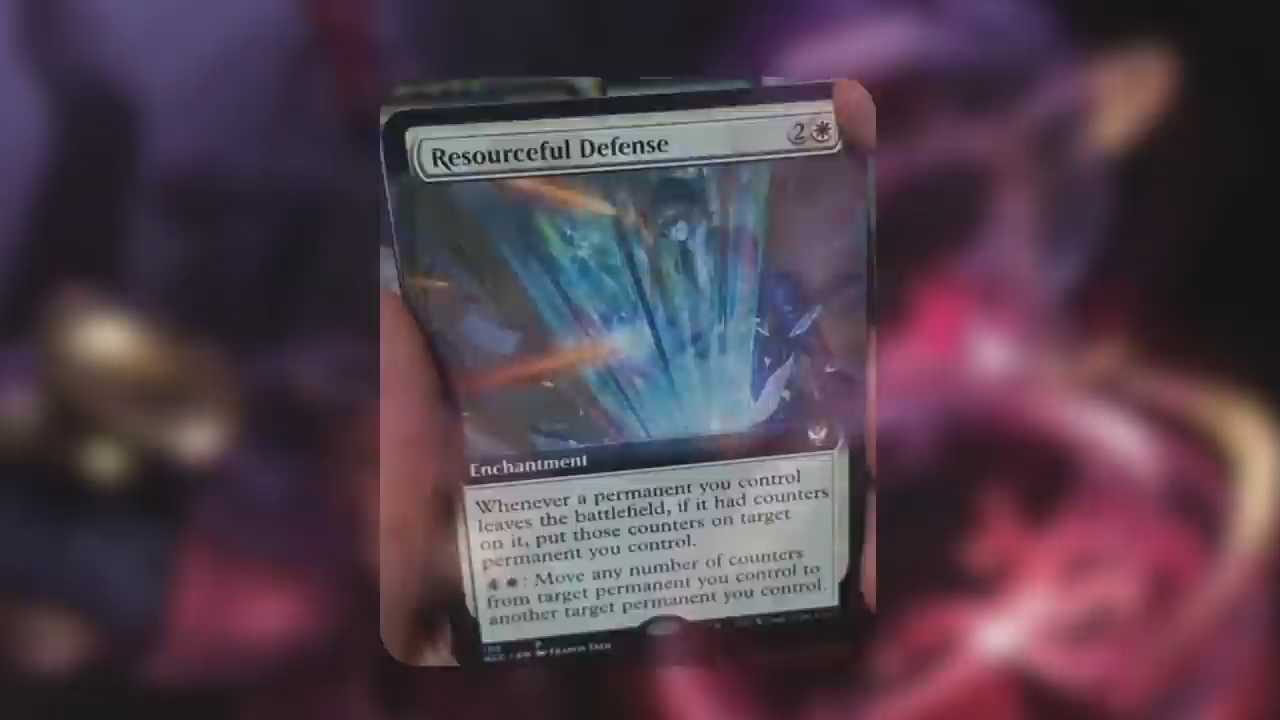 Resourceful Defense 2
Enchantment
Whenever a permanent you control
leaves the battlefield, if it had counters
on it, put those counters on target
permanent you control.
4 : Move any number of counters
from target permanent you control to
another target permanent you control.